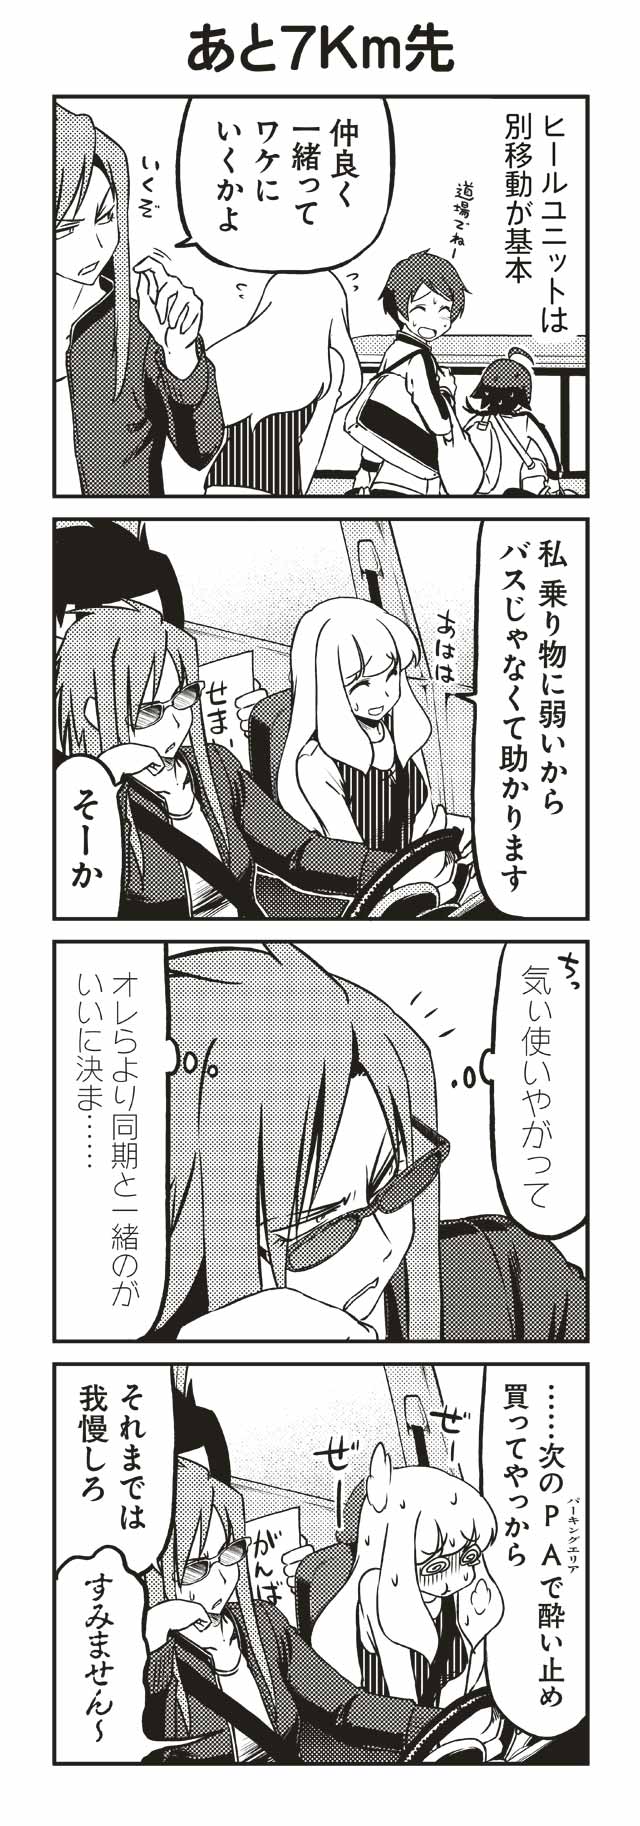 あと7Km先
ヒールユニットは
別移動が基本
道場でねー
仲良く
一緒って
ワケに
いくかよ
いくぞ
私 乗り物に弱いから
バスじゃなくて助かります
あはは
せまい
そーか
ちっ
気い使いやがって
オレらより同期と一緒のが
いいに決ま……
……次のPAで酔い止め
パーキングエリア
買ってやっから
ぜー
ぜー
がんば
それまでは
我慢しろ
すみません〜